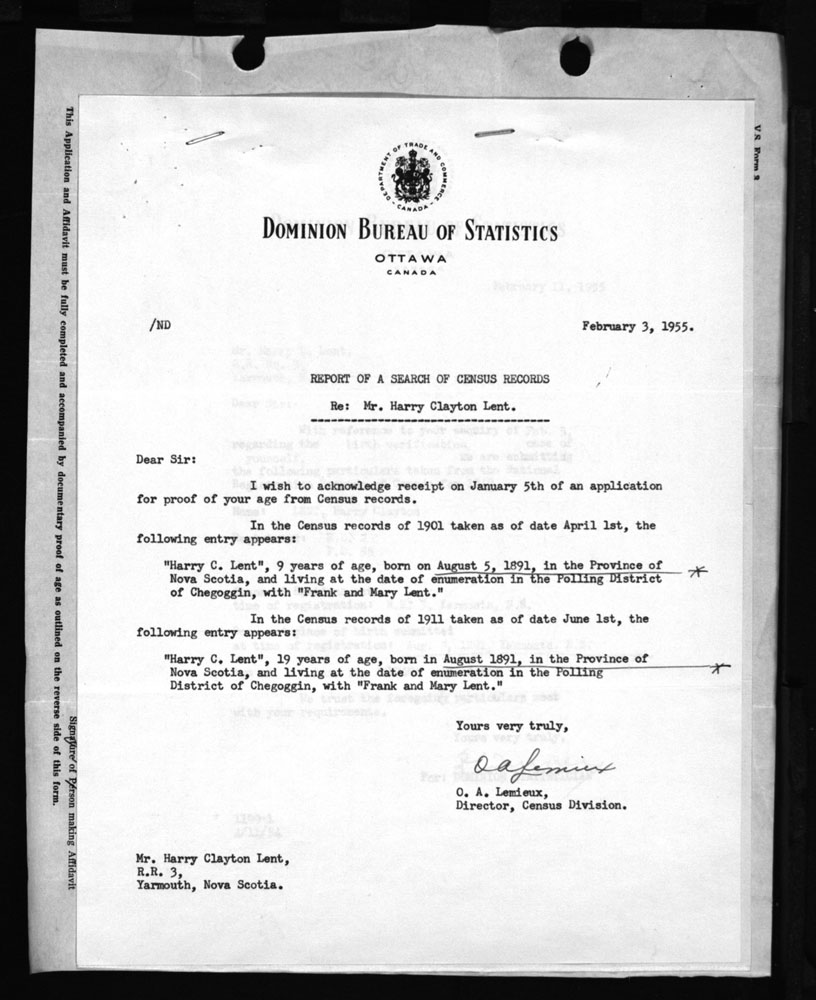 This Application and Affidavit must be fully completed and accompanied by documentary proof of age as outlined on the reverse side of this form.
Signature of Person making Affidavit
V.S. Form 2
DEPARTMENT OF TRADE AND COMMERCE
- CANADA -
DOMINION BUREAU OF STATISTICS
OTTAWA
CANADA
February 11, 1955
/ND
February 3, 1955.
REPORT OF A SEARCH OF CENSUS RECORDS
Re: Mr. Harry Clayton Lent.
Dear Sir:
I wish to acknowledge receipt on January 5th of an application
for proof of your age from Census records.
In the Census records of 1901 taken as of date April 1st, the
following entry appears:
"Harry C. Lent", 9 years of age, born on August 5, 1891, in the Province of
Nova Scotia, and living at the date of enumeration in the Polling District
of Chegoggin, with "Frank and Mary Lent."
In the Census records of 1911 taken as of date June 1st, the
following entry appears:
"Harry C. Lent", 19 years of age, born in August 1891, in the Province of
Nova Scotia, and living at the date of enumeration in the Polling
District of Chegoggin, with "Frank and Mary Lent."
Yours very truly,
O A Lemieux
O. A. Lemieux,
Director, Census Division.
Mr. Harry Clayton Lent,
R.R. 3,
Yarmouth, Nova Scotia.